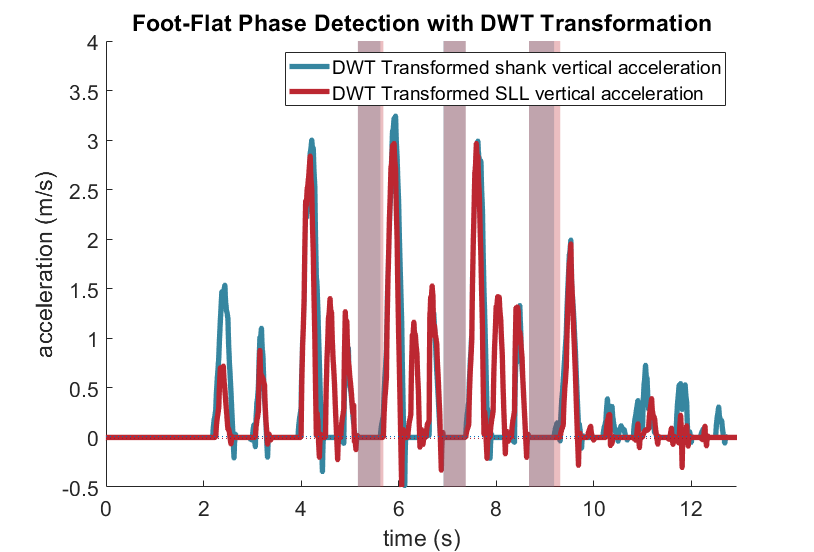 Foot-Flat Phase Detection with DWT Transformation
DWT Transformed shank vertical acceleration
DWT Transformed SLL vertical acceleration
acceleration (m/s)
4
3.5
3
2.5
2
1.5
1
0.5
0
-0.5
0 2 4 6 8 10 12
time (s)